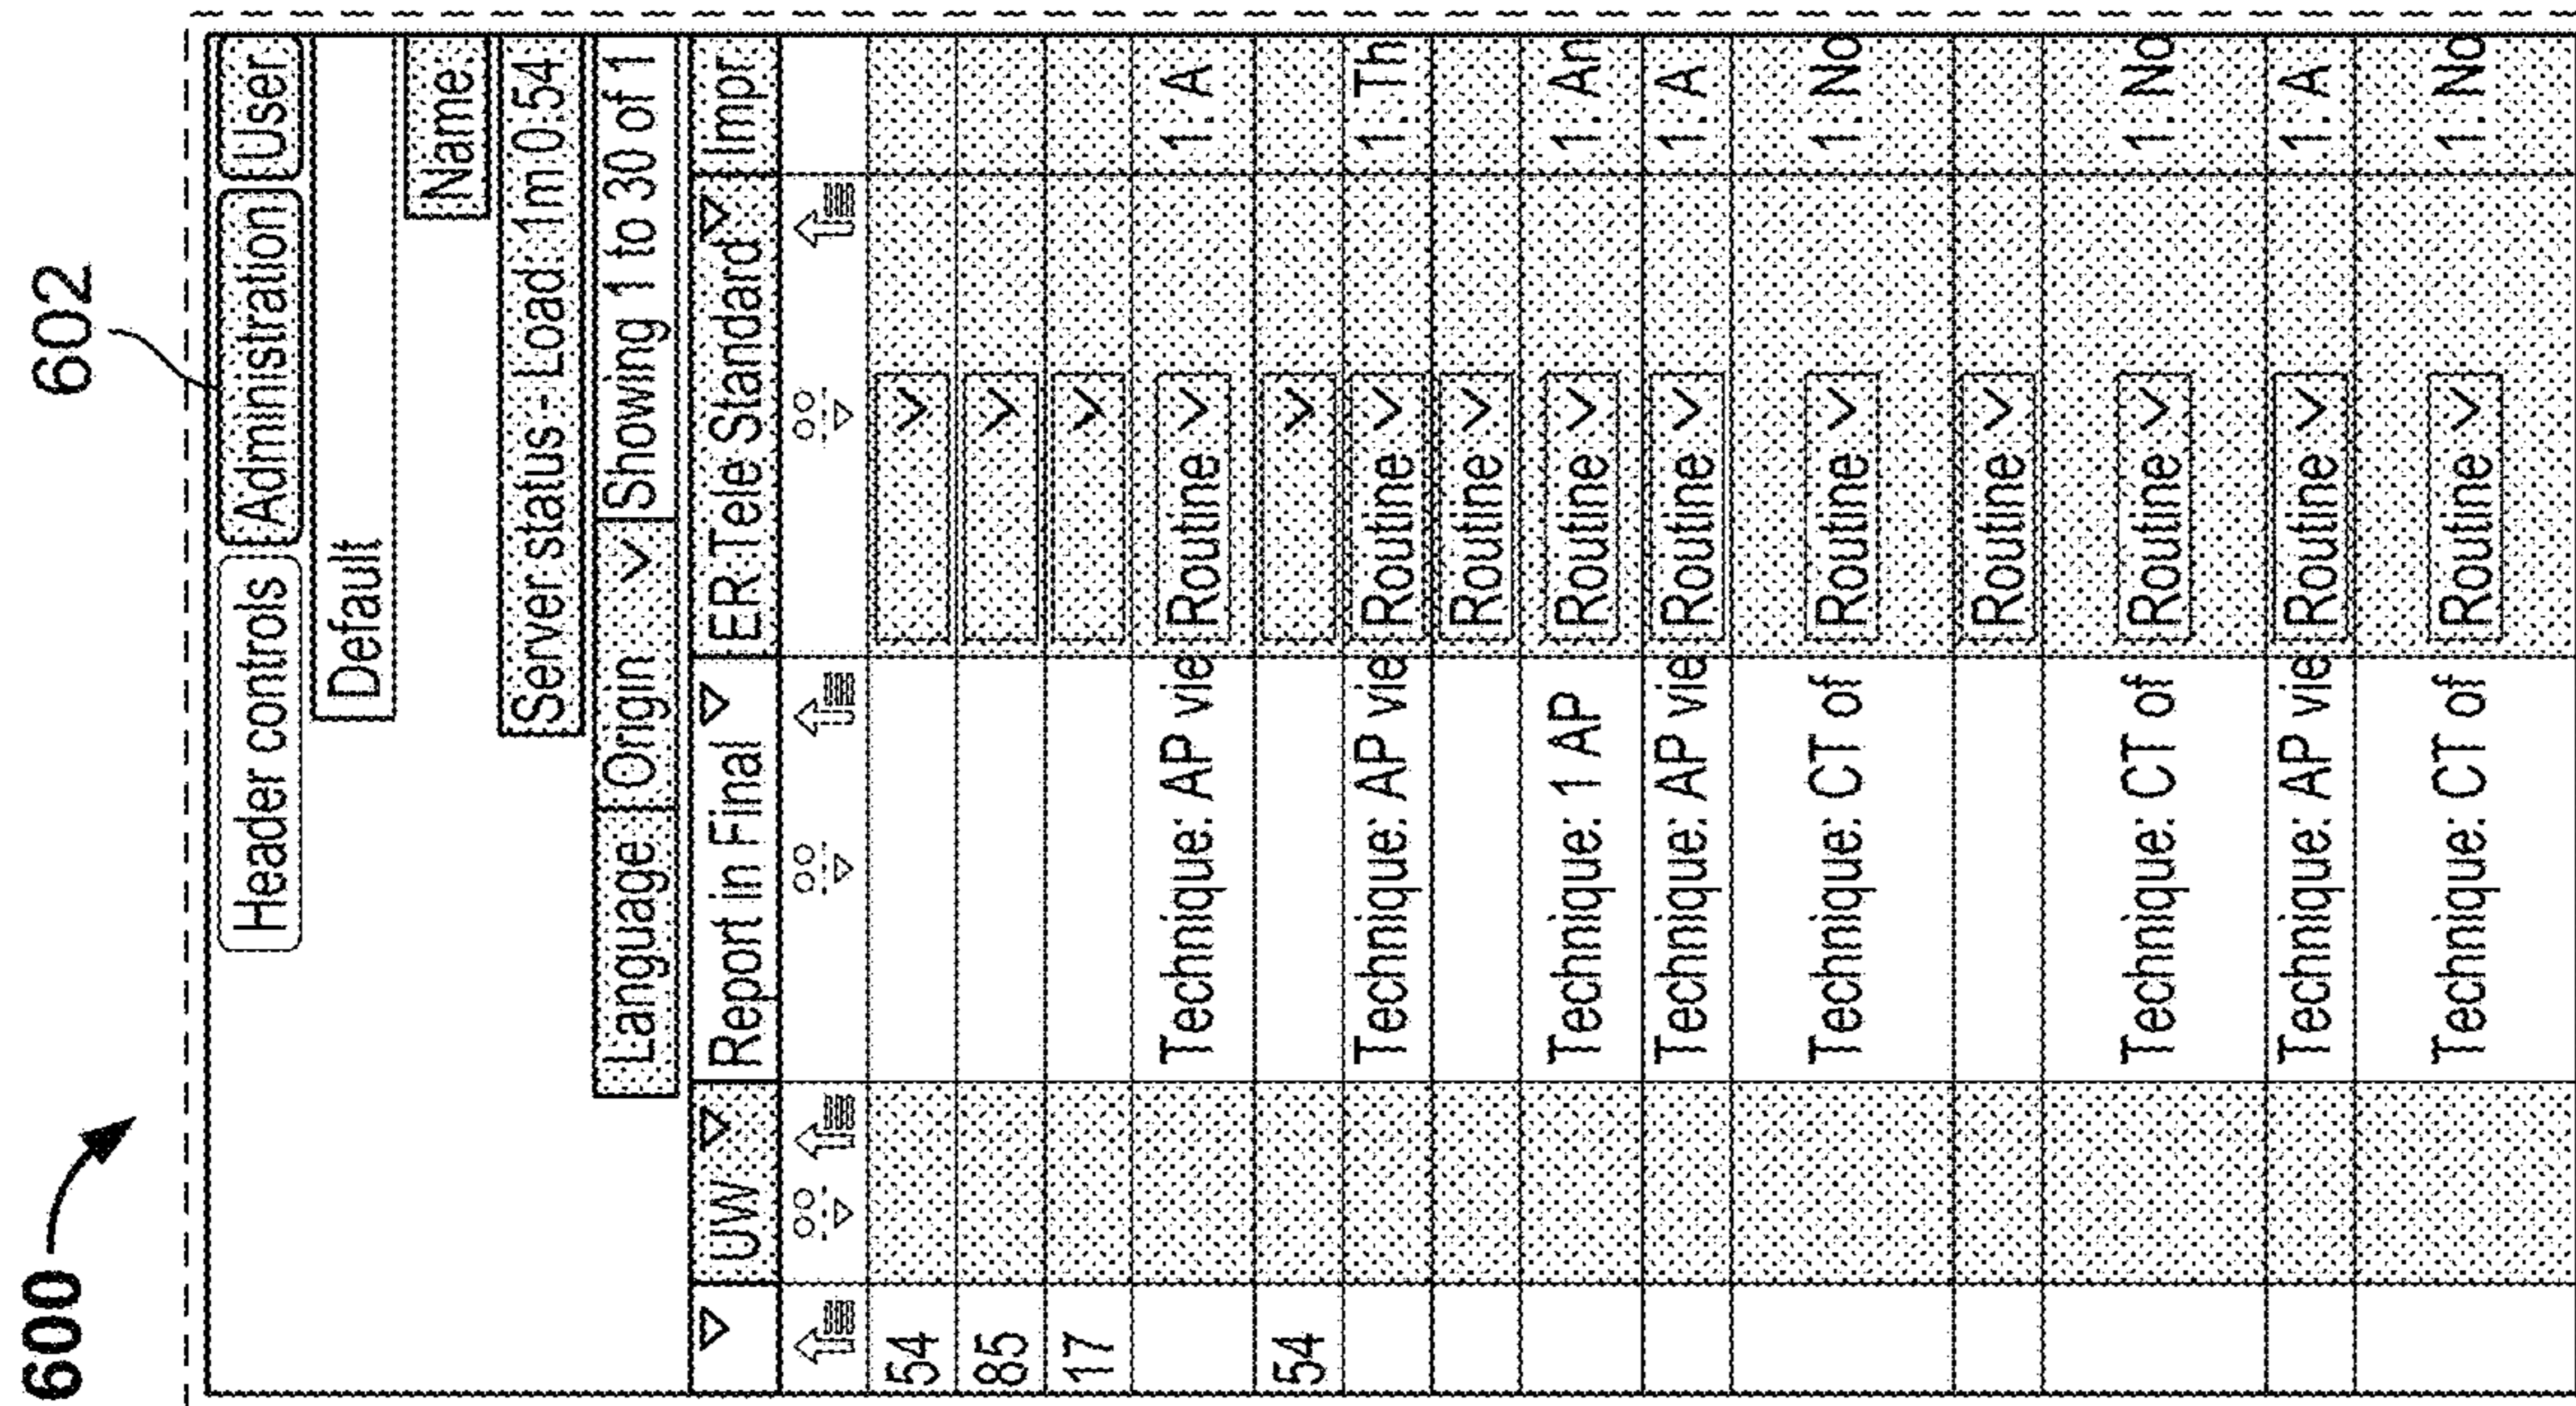 600
602
Header controls Administration User
Default
Name
Server status - Load: 1m 0.54
Language: Origin Showing 1 to 30 of 1
UW Report in Final ER Tele Standard Impr
54
85
17
Technique: AP vie Routine 1. A
54
Technique: AP vie Routine 1. Th
Routine
Technique: 1 AP Routine 1. An
Technique: AP vie Routine 1. A
Technique: CT of Routine 1. No
Routine
Technique: CT of Routine 1. No
Technique: AP vie Routine 1. A
Technique: CT of Routine 1. No